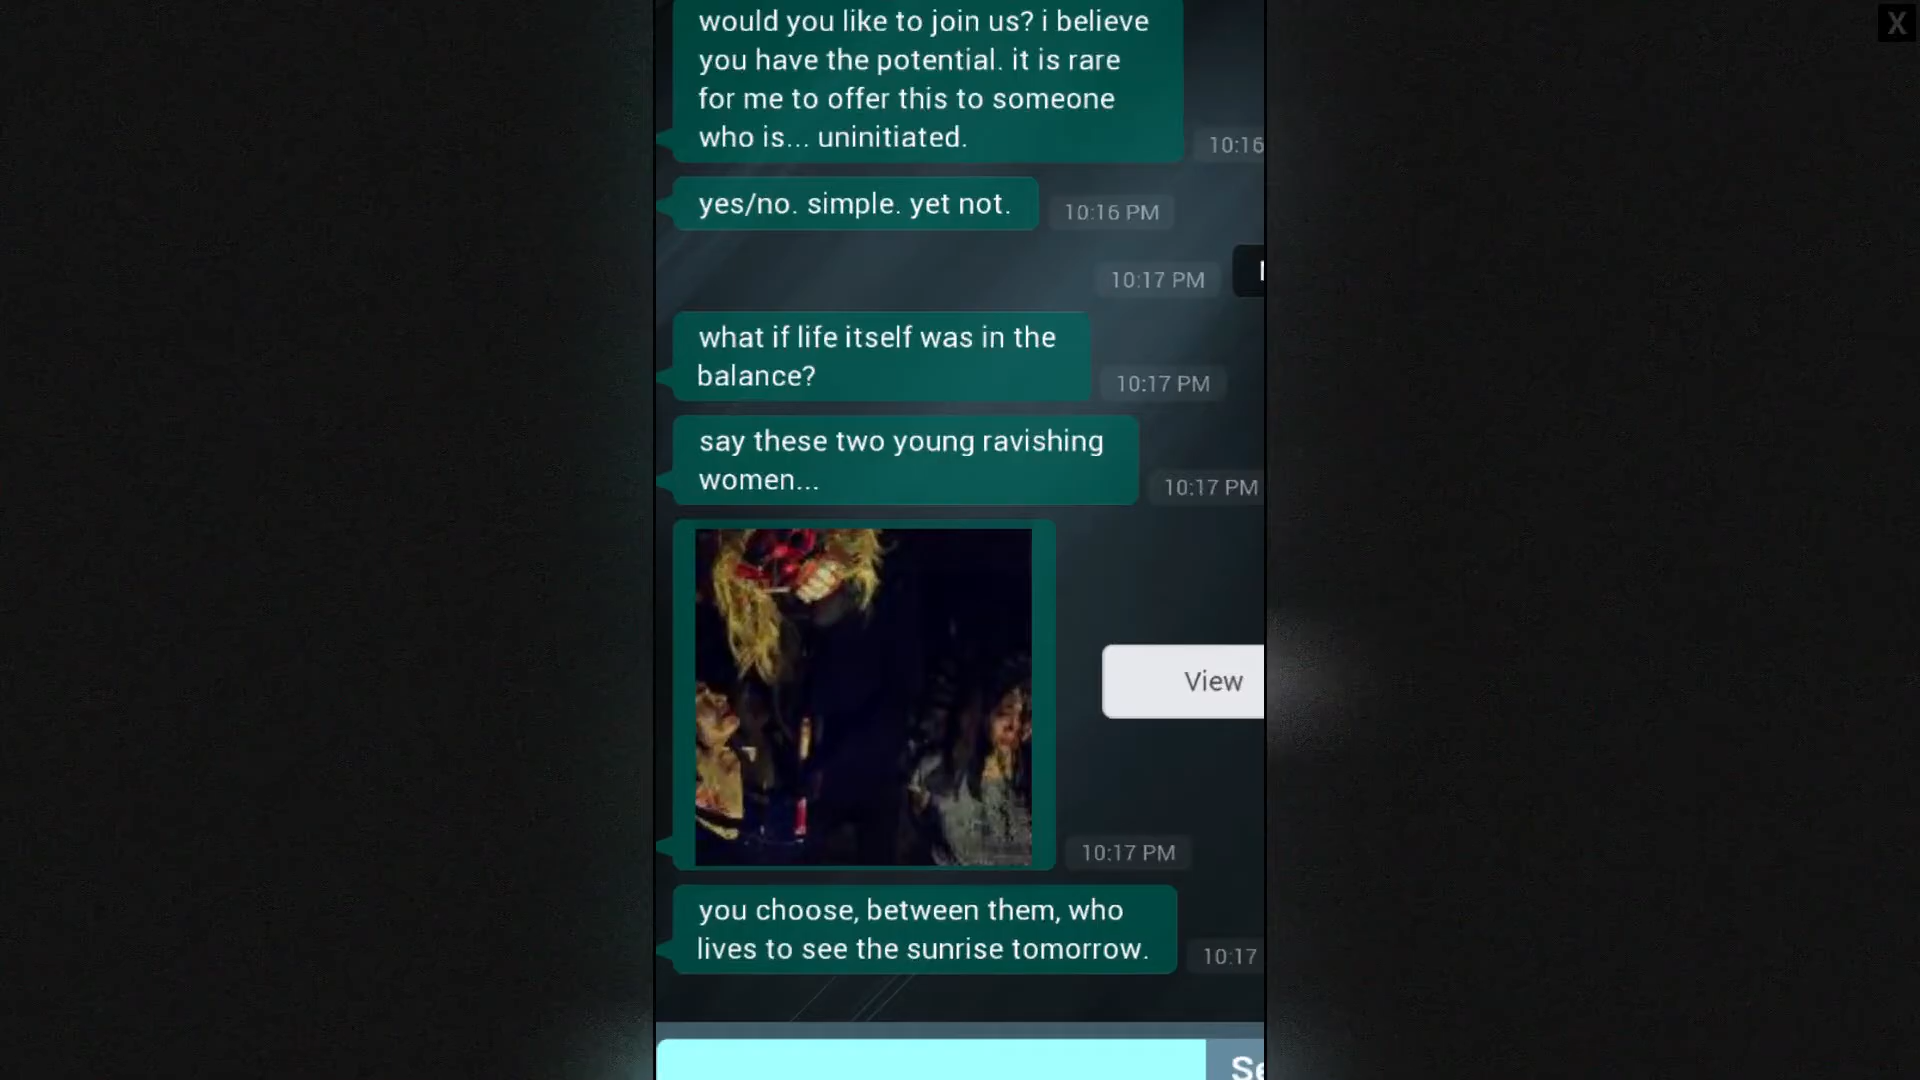 X
would you like to join us? i believe
you have the potential. it is rare
for me to offer this to someone
who is... uninitiated.
10:16
yes/no. simple. yet not.
10:16 PM
10:17 PM
what if life itself was in the
balance?
10:17 PM
say these two young ravishing
women...
10:17 PM
View
10:17 PM
you choose, between them, who
lives to see the sunrise tomorrow.
10:17
Se